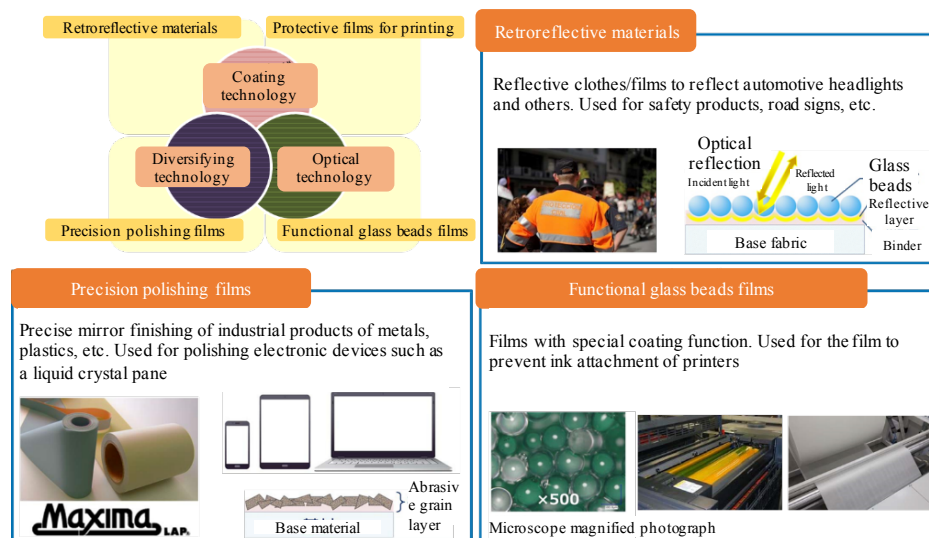 Retroreflective materials
Protective films for printing
Coating
technology
Diversifying
technology
Optical
technology
Precision polishing films
Functional glass beads films
Retroreflective materials
Reflective clothes/films to reflect automotive headlights
and others. Used for safety products, road signs, etc.
Optical
reflection
Incident light
Reflected
light
Glass
beads
Reflective
layer
Base fabric
Binder
Precision polishing films
Precise mirror finishing of industrial products of metals,
plastics, etc. Used for polishing electronic devices such as
a liquid crystal pane
Maxima LAP.®
Abrasiv
e grain
layer
Base material
Functional glass beads films
Films with special coating function. Used for the film to
prevent ink attachment of printers
×500
Microscope magnified photograph